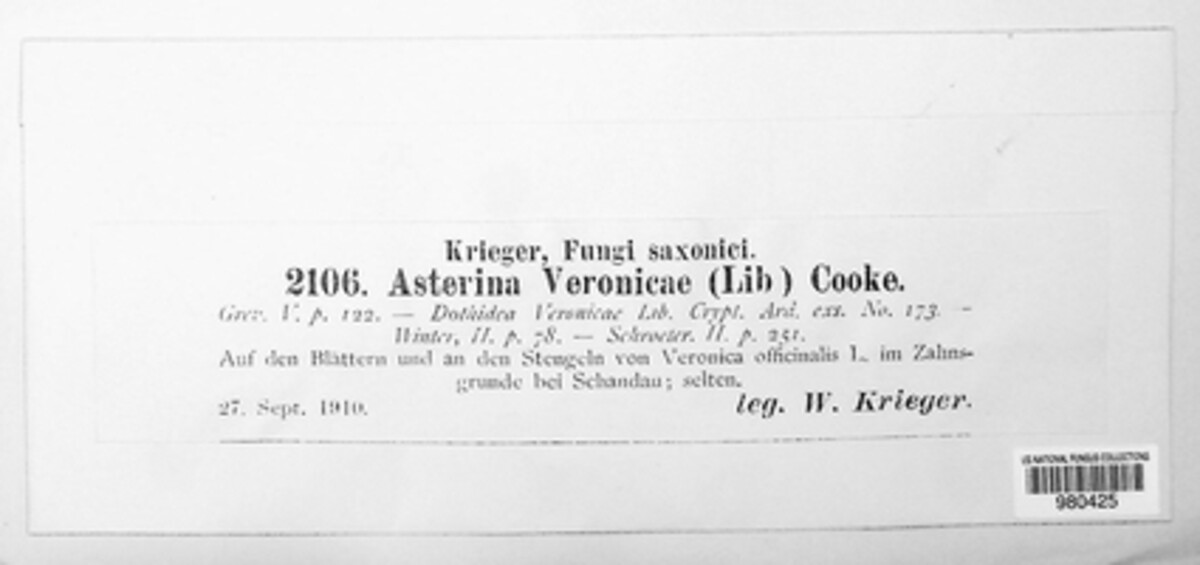 Krieger, Fungi saxonici.
2106. Asterina Veronicae (Lib) Cooke.
Grev. V. p. 122. — Dothidea Veronicae Lib. Crypt. Ard. exs. No. 173. –
Winter, II. p. 78. — Schroeter. II. p. 251.
Auf den Blättern und an den Stengeln von Veronica officinalis L. im Zahns-
grunde bei Schandau; selten.
27. Sept. 1910. leg. W. Krieger.
US NATIONAL FUNGUS COLLECTIONS
980425